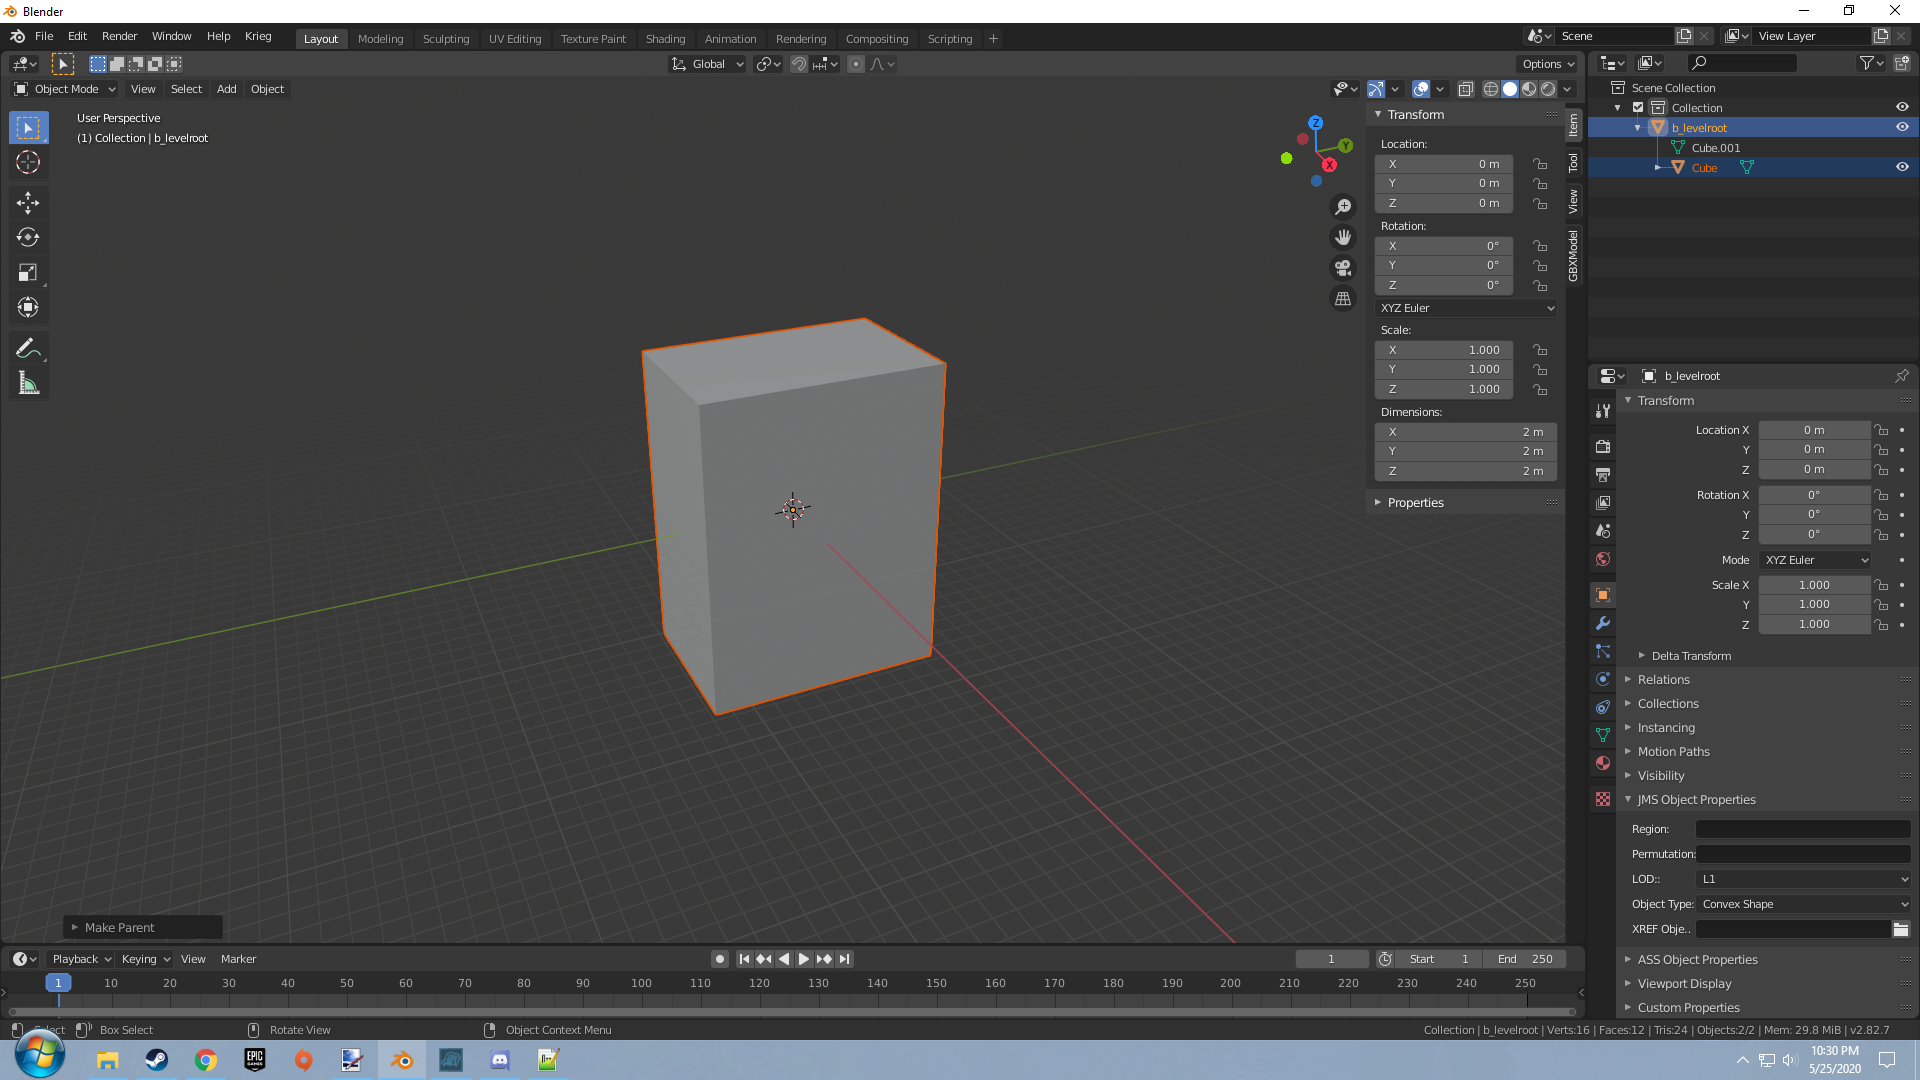 Blender
File Edit Render Window Help Krieg
Layout Modeling Sculpting UV Editing Texture Paint Shading Animation Rendering Compositing Scripting +
Scene
View Layer
Global
Options
Object Mode View Select Add Object
User Perspective
(1) Collection | b_levelroot
Z
Y
X
Transform
Location:
X 0 m
Y 0 m
Z 0 m
Rotation:
X 0°
Y 0°
Z 0°
XYZ Euler
Scale:
X 1.000
Y 1.000
Z 1.000
Dimensions:
X 2 m
Y 2 m
Z 2 m
Properties
Item
Tool
View
GBXModel
Scene Collection
Collection
b_levelroot
Cube.001
Cube
b_levelroot
Transform
Location X 0 m
Y 0 m
Z 0 m
Rotation X 0°
Y 0°
Z 0°
Mode XYZ Euler
Scale X 1.000
Y 1.000
Z 1.000
Delta Transform
Relations
Collections
Instancing
Motion Paths
Visibility
JMS Object Properties
Region:
Permutation:
LOD:: L1
Object Type: Convex Shape
XREF Obje..
ASS Object Properties
Viewport Display
Custom Properties
Make Parent
Playback Keying View Marker
1
Start 1
End 250
1 10 20 30 40 50 60 70 80 90 100 110 120 130 140 150 160 170 180 190 200 210 220 230 240 250
Select Box Select Rotate View Object Context Menu
Collection | b_levelroot | Verts:16 | Faces:12 | Tris:24 | Objects:2/2 | Mem: 29.8 MiB | v2.82.7
EPIC GAMES
10:30 PM
5/25/2020